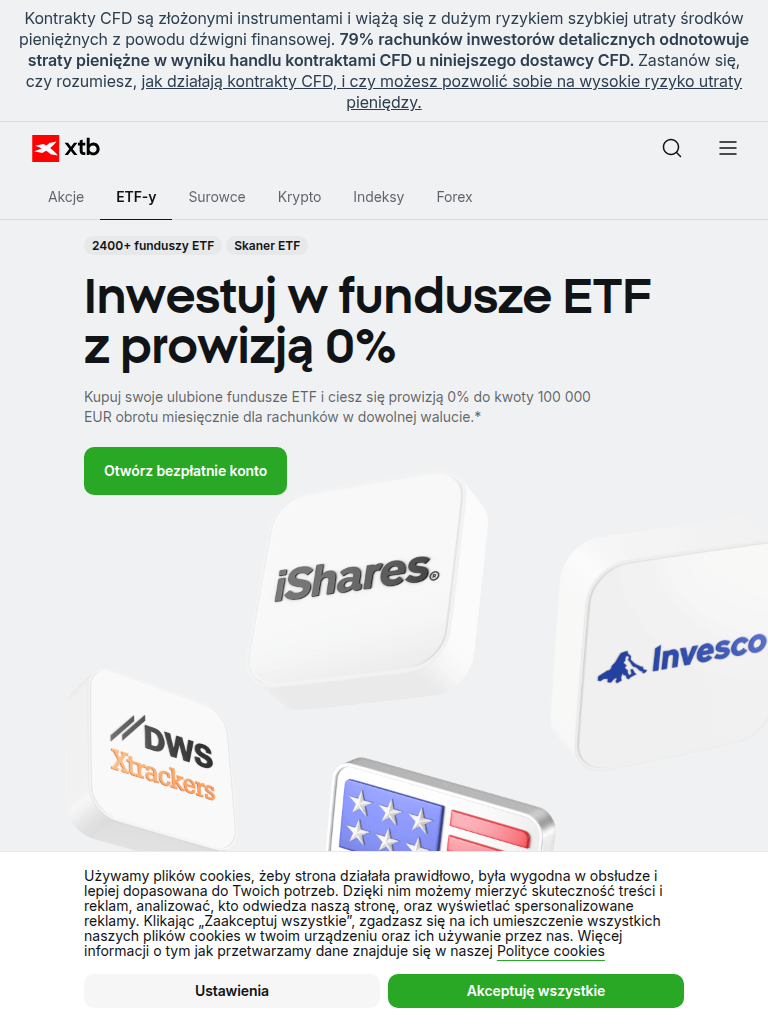 Kontrakty CFD są złożonymi instrumentami i wiążą się z dużym ryzykiem szybkiej utraty środków
pieniężnych z powodu dźwigni finansowej. 79% rachunków inwestorów detalicznych odnotowuje
straty pieniężne w wyniku handlu kontraktami CFD u niniejszego dostawcy CFD. Zastanów się,
czy rozumiesz, jak działają kontrakty CFD, i czy możesz pozwolić sobie na wysokie ryzyko utraty
pieniędzy.
xtb
Akcje ETF-y Surowce Krypto Indeksy Forex
2400+ funduszy ETF Skaner ETF
Inwestuj w fundusze ETF
z prowizją 0%
Kupuj swoje ulubione fundusze ETF i ciesz się prowizją 0% do kwoty 100 000
EUR obrotu miesięcznie dla rachunków w dowolnej walucie.*
Otwórz bezpłatnie konto
iShares®
Invesco
DWS
Xtrackers
Używamy plików cookies, żeby strona działała prawidłowo, była wygodna w obsłudze i
lepiej dopasowana do Twoich potrzeb. Dzięki nim możemy mierzyć skuteczność treści i
reklam, analizować, kto odwiedza naszą stronę, oraz wyświetlać spersonalizowane
reklamy. Klikając „Zaakceptuj wszystkie”, zgadzasz się na ich umieszczenie wszystkich
naszych plików cookies w twoim urządzeniu oraz ich używanie przez nas. Więcej
informacji o tym jak przetwarzamy dane znajduje się w naszej Polityce cookies
Ustawienia Akceptuję wszystkie